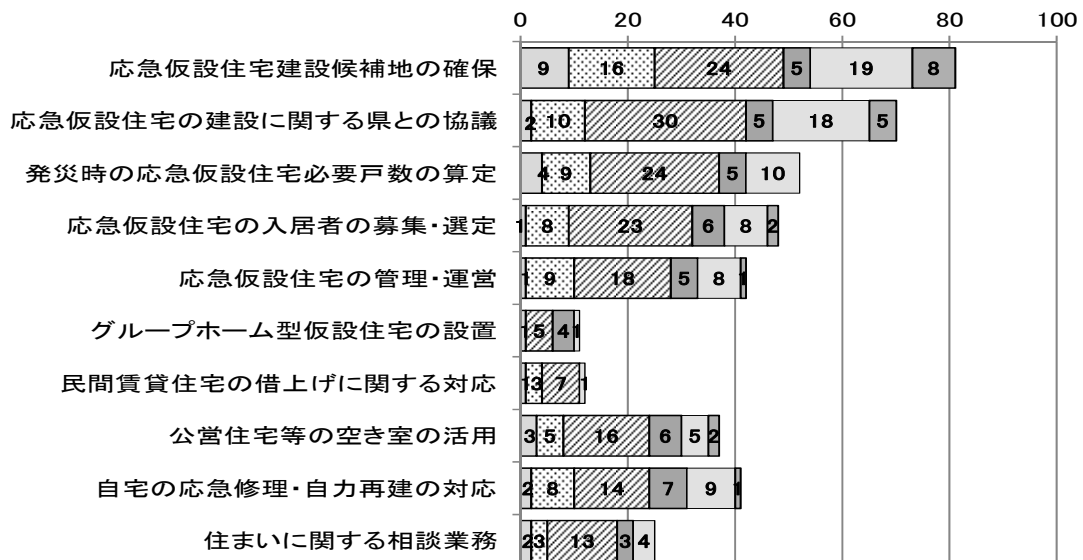 0 20 40 60 80 100
応急仮設住宅建設候補地の確保 9 16 24 5 19 8
応急仮設住宅の建設に関する県との協議 2 10 30 5 18 5
発災時の応急仮設住宅必要戸数の算定 4 9 24 5 10
応急仮設住宅の入居者の募集・選定 1 8 23 6 8 2
応急仮設住宅の管理・運営 1 9 18 5 8 1
グループホーム型仮設住宅の設置 1 5 4 1
民間賃貸住宅の借上げに関する対応 1 3 7 1
公営住宅等の空き室の活用 3 5 16 6 5 2
自宅の応急修理・自力再建の対応 2 8 14 7 9 1
住まいに関する相談業務 2 3 13 3 4